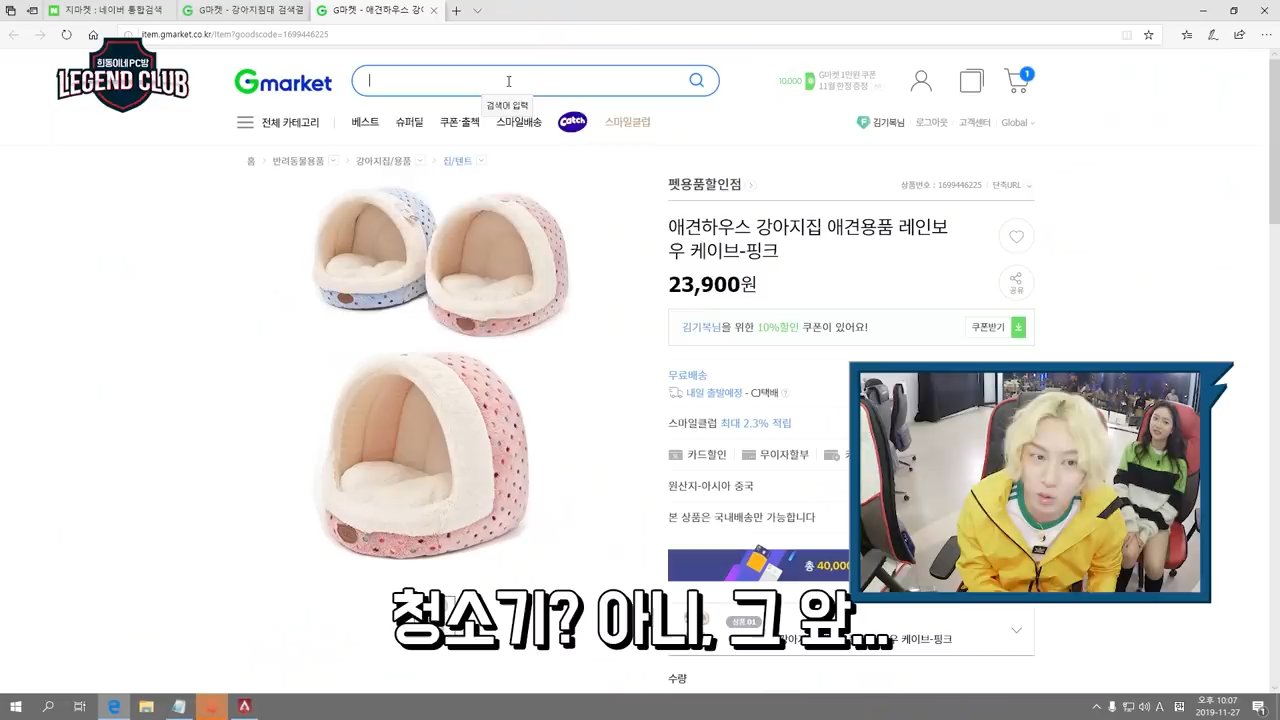 지마켓 : 네이버 통합검색
G마켓 - 청소기대 검색결
G마켓 - 애견하우스 강아
item.gmarket.co.kr/Item?goodscode=1699446225
희동이네 PC방
LEGEND CLUB
Gmarket
검색어 입력
10,000
G마켓 1만원 쿠폰
11월 한정 증정
1
전체 카테고리
베스트
슈퍼딜
쿠폰·출첵
스마일배송
Catch
스마일클럽
김기복님
로그아웃
고객센터
Global
홈
반려동물용품
강아지집/용품
집/텐트
펫용품할인점
상품번호 : 1699446225
단축URL
애견하우스 강아지집 애견용품 레인보
우 케이브-핑크
23,900원
공유
김기복님을 위한 10%할인 쿠폰이 있어요!
쿠폰받기
무료배송
내일 출발예정 - CJ택배
스마일클럽 최대 2.3% 적립
카드할인
무이자할부
원산지-아시아 중국
본 상품은 국내배송만 가능합니다
총 40,000
청소기? 아니, 그 앞...
상품 01
우 케이브-핑크
수량
A
한
오후 10:07
2019-11-27
1